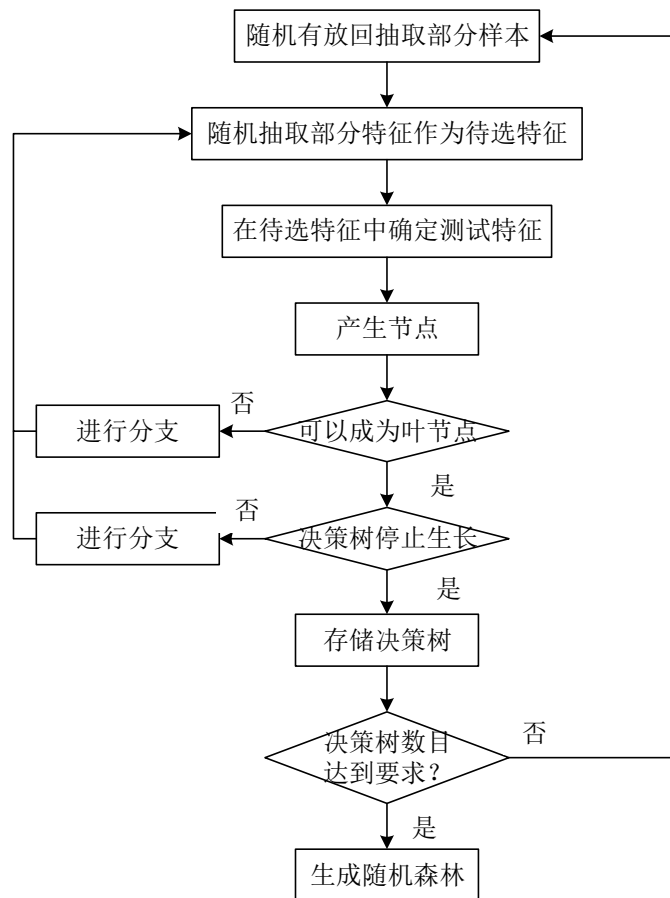 随机有放回抽取部分样本
随机抽取部分特征作为待选特征
在待选特征中确定测试特征
产生节点
否
进行分支
可以成为叶节点
是
否
进行分支
决策树停止生长
是
存储决策树
决策树数目
达到要求？
否
是
生成随机森林